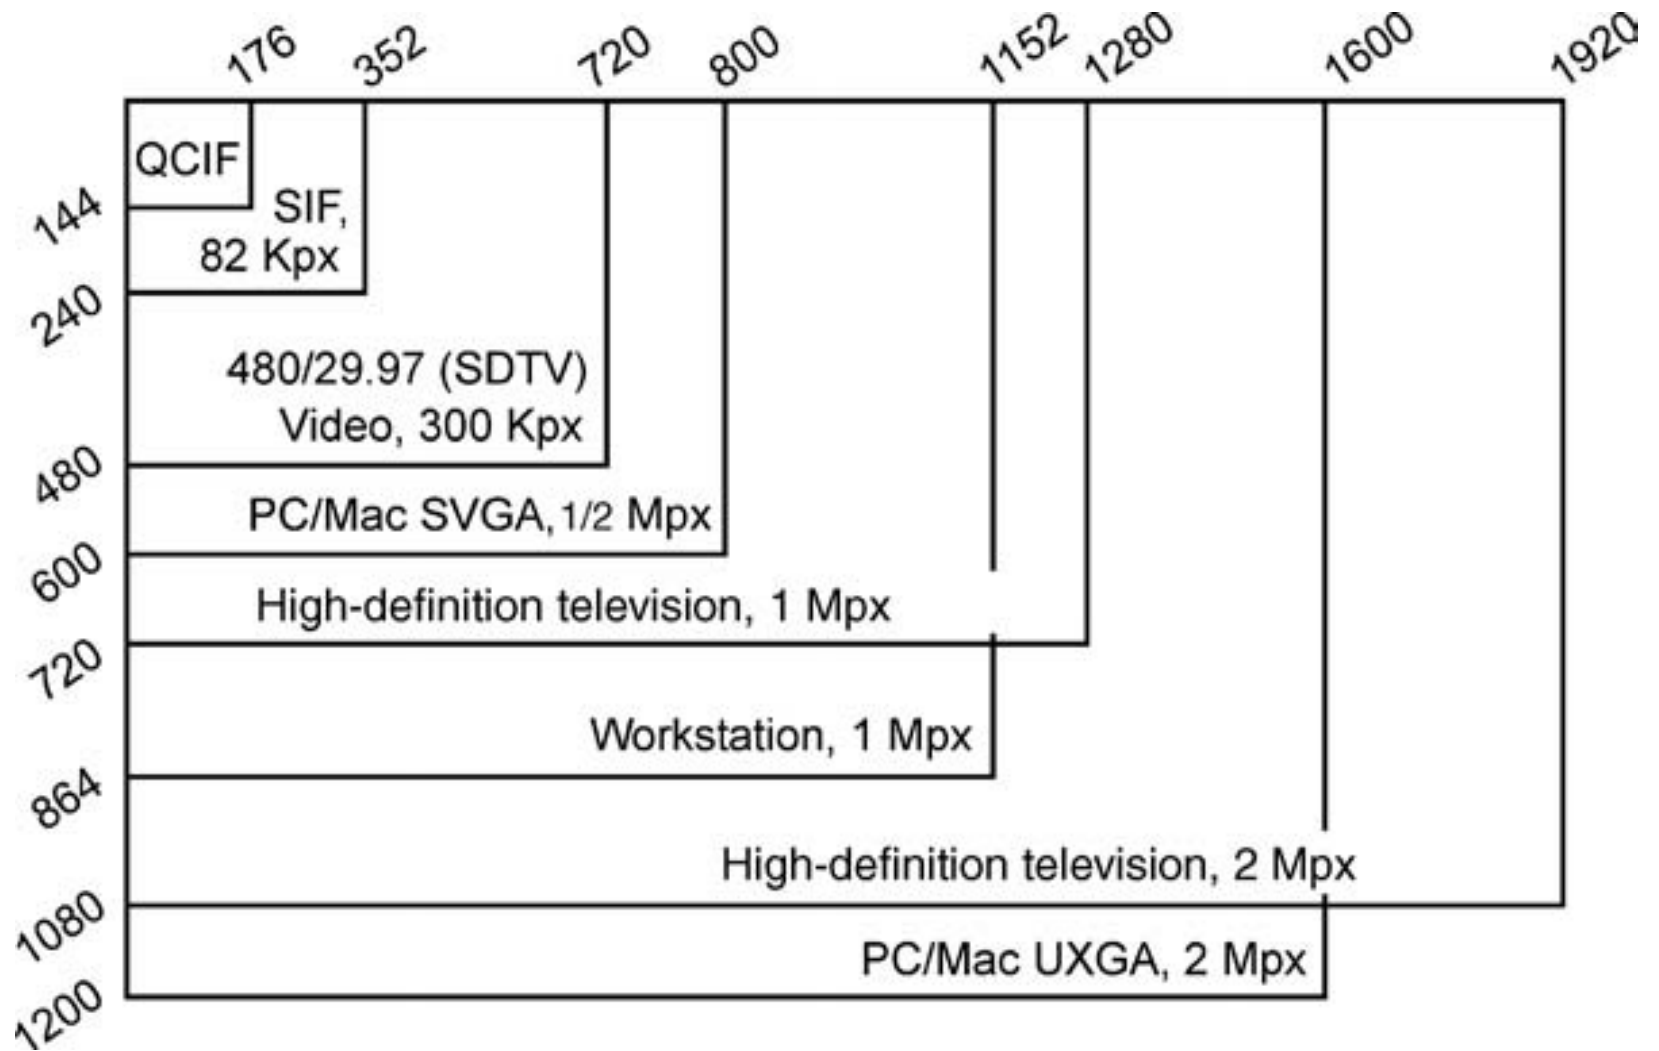 176 352 720 800 1152 1280 1600 1920
QCIF
144
SIF,
82 Kpx
240
480/29.97 (SDTV)
Video, 300 Kpx
480
PC/Mac SVGA, 1/2 Mpx
600
High-definition television, 1 Mpx
720
Workstation, 1 Mpx
864
High-definition television, 2 Mpx
1080
PC/Mac UXGA, 2 Mpx
1200